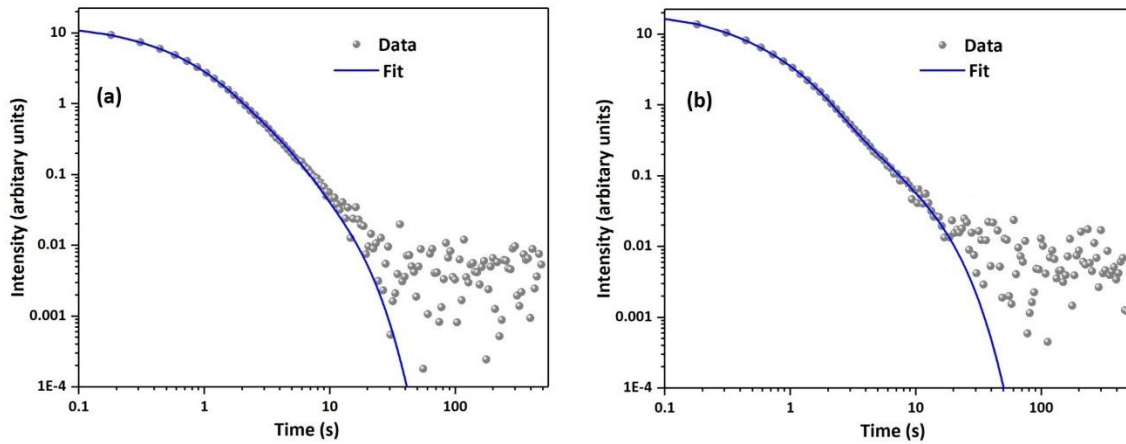 10
1
0.1
0.01
0.001
1E-4
Intensity (arbitary units)
(a)
Data
Fit
0.1
1
10
100
Time (s)
10
1
0.1
0.01
0.001
1E-4
Intensity (arbitary units)
(b)
Data
Fit
0.1
1
10
100
Time (s)